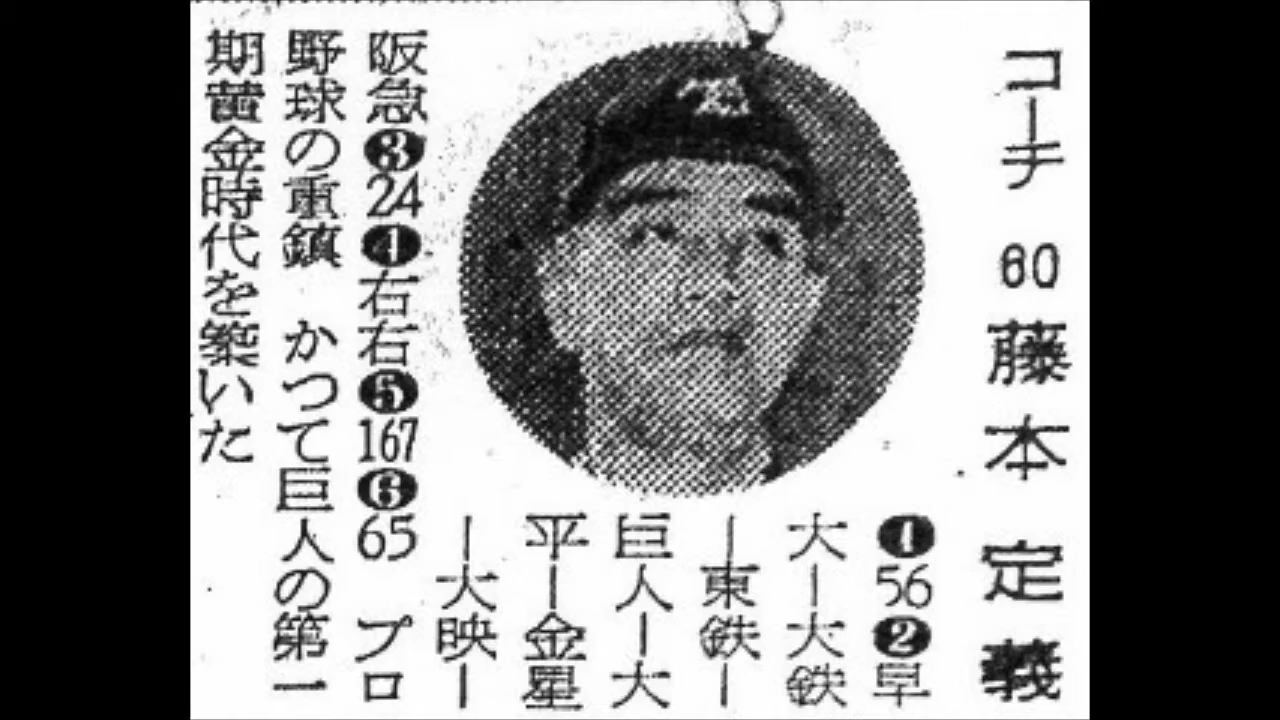 コーチ 60 藤本定義
❶56❷早
大ー大鉄
ー東鉄ー
巨人ー大
平ー金星
ー大映ー
阪急❸24❹右右❺167❻65 プロ
野球の重鎮 かつて巨人の第一
期黄金時代を築いた